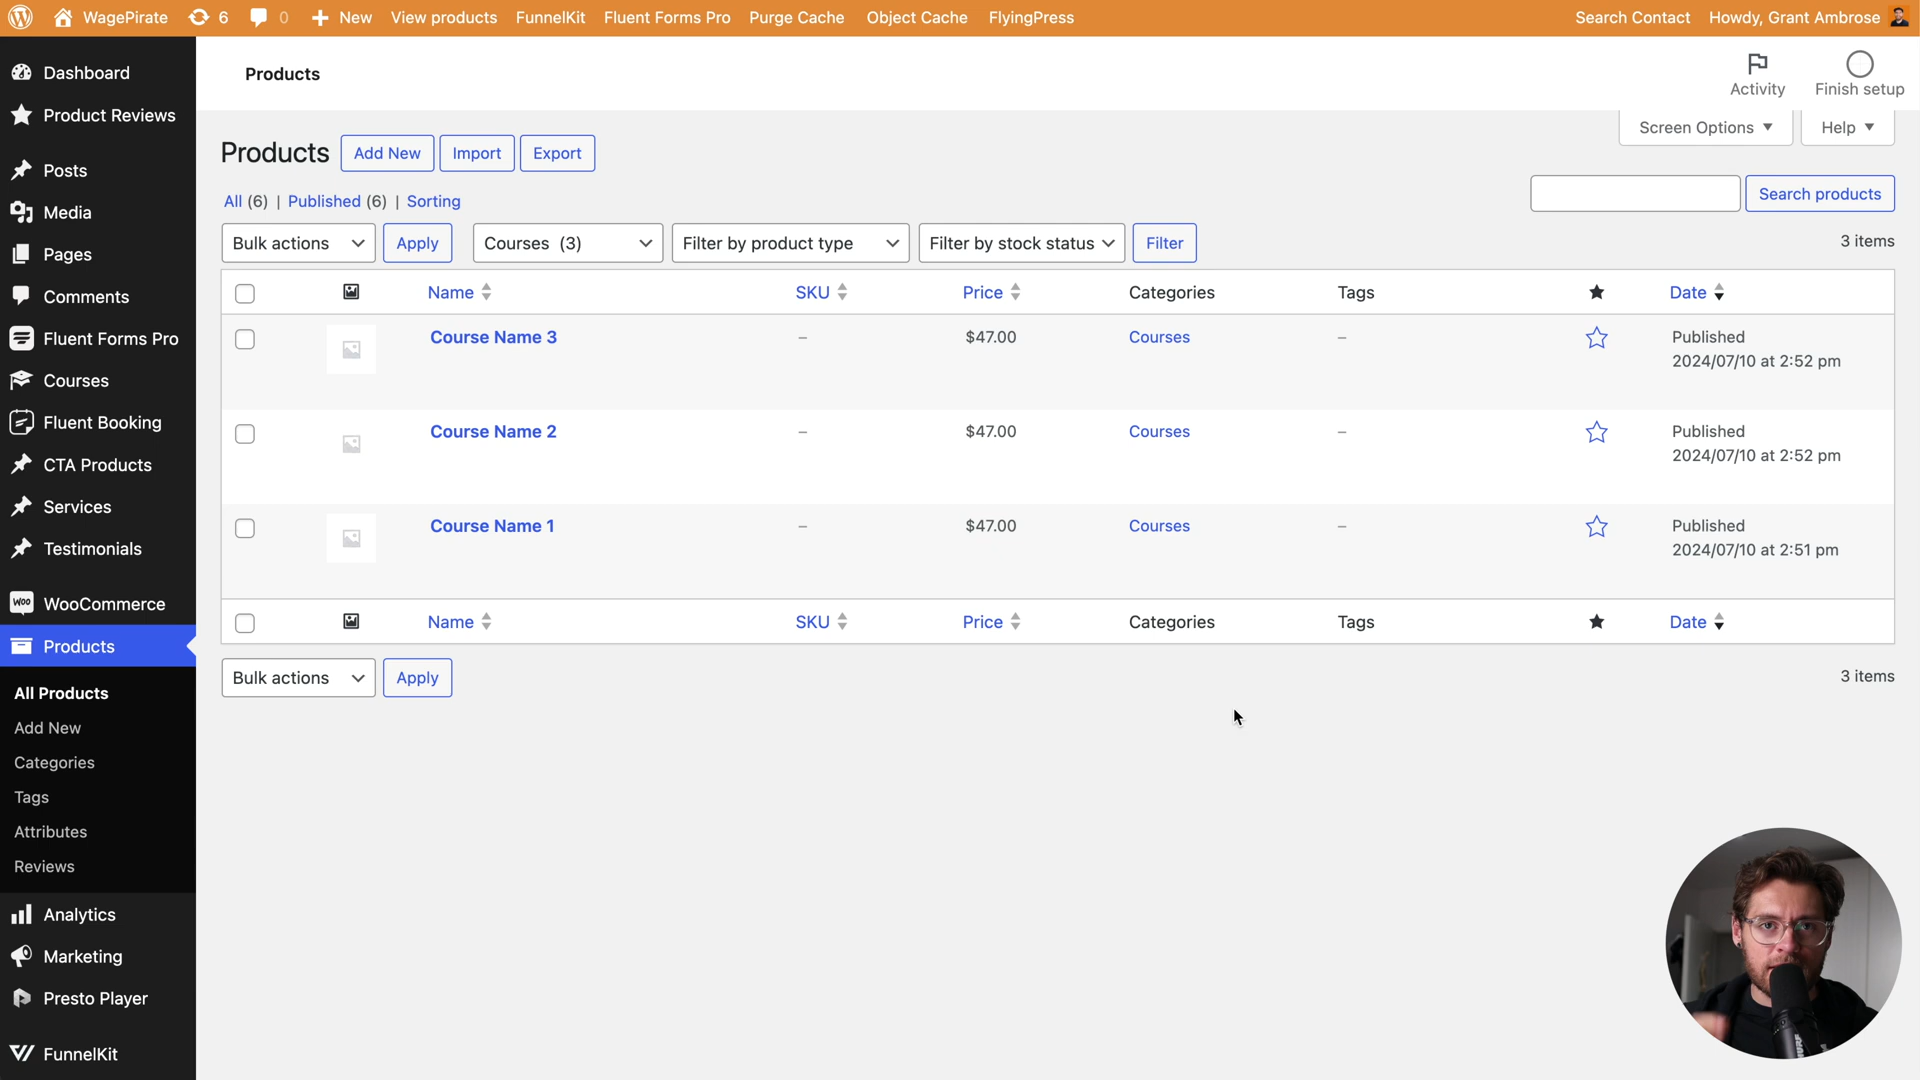 WagePirate 6 0 New View products FunnelKit Fluent Forms Pro Purge Cache Object Cache FlyingPress Search Contact Howdy, Grant Ambrose
Dashboard
Product Reviews
Posts
Media
Pages
Comments
Fluent Forms Pro
Courses
Fluent Booking
CTA Products
Services
Testimonials
WOO WooCommerce
Products
All Products
Add New
Categories
Tags
Attributes
Reviews
Analytics
Marketing
Presto Player
FunnelKit
Products
Activity
Finish setup
Screen Options Help
Products Add New Import Export
All (6) | Published (6) | Sorting
Search products
Bulk actions Apply Courses (3) Filter by product type Filter by stock status Filter
3 items
Name SKU Price Categories Tags Date
Course Name 3 – $47.00 Courses – Published
2024/07/10 at 2:52 pm
Course Name 2 – $47.00 Courses – Published
2024/07/10 at 2:52 pm
Course Name 1 – $47.00 Courses – Published
2024/07/10 at 2:51 pm
Name SKU Price Categories Tags Date
Bulk actions Apply
3 items